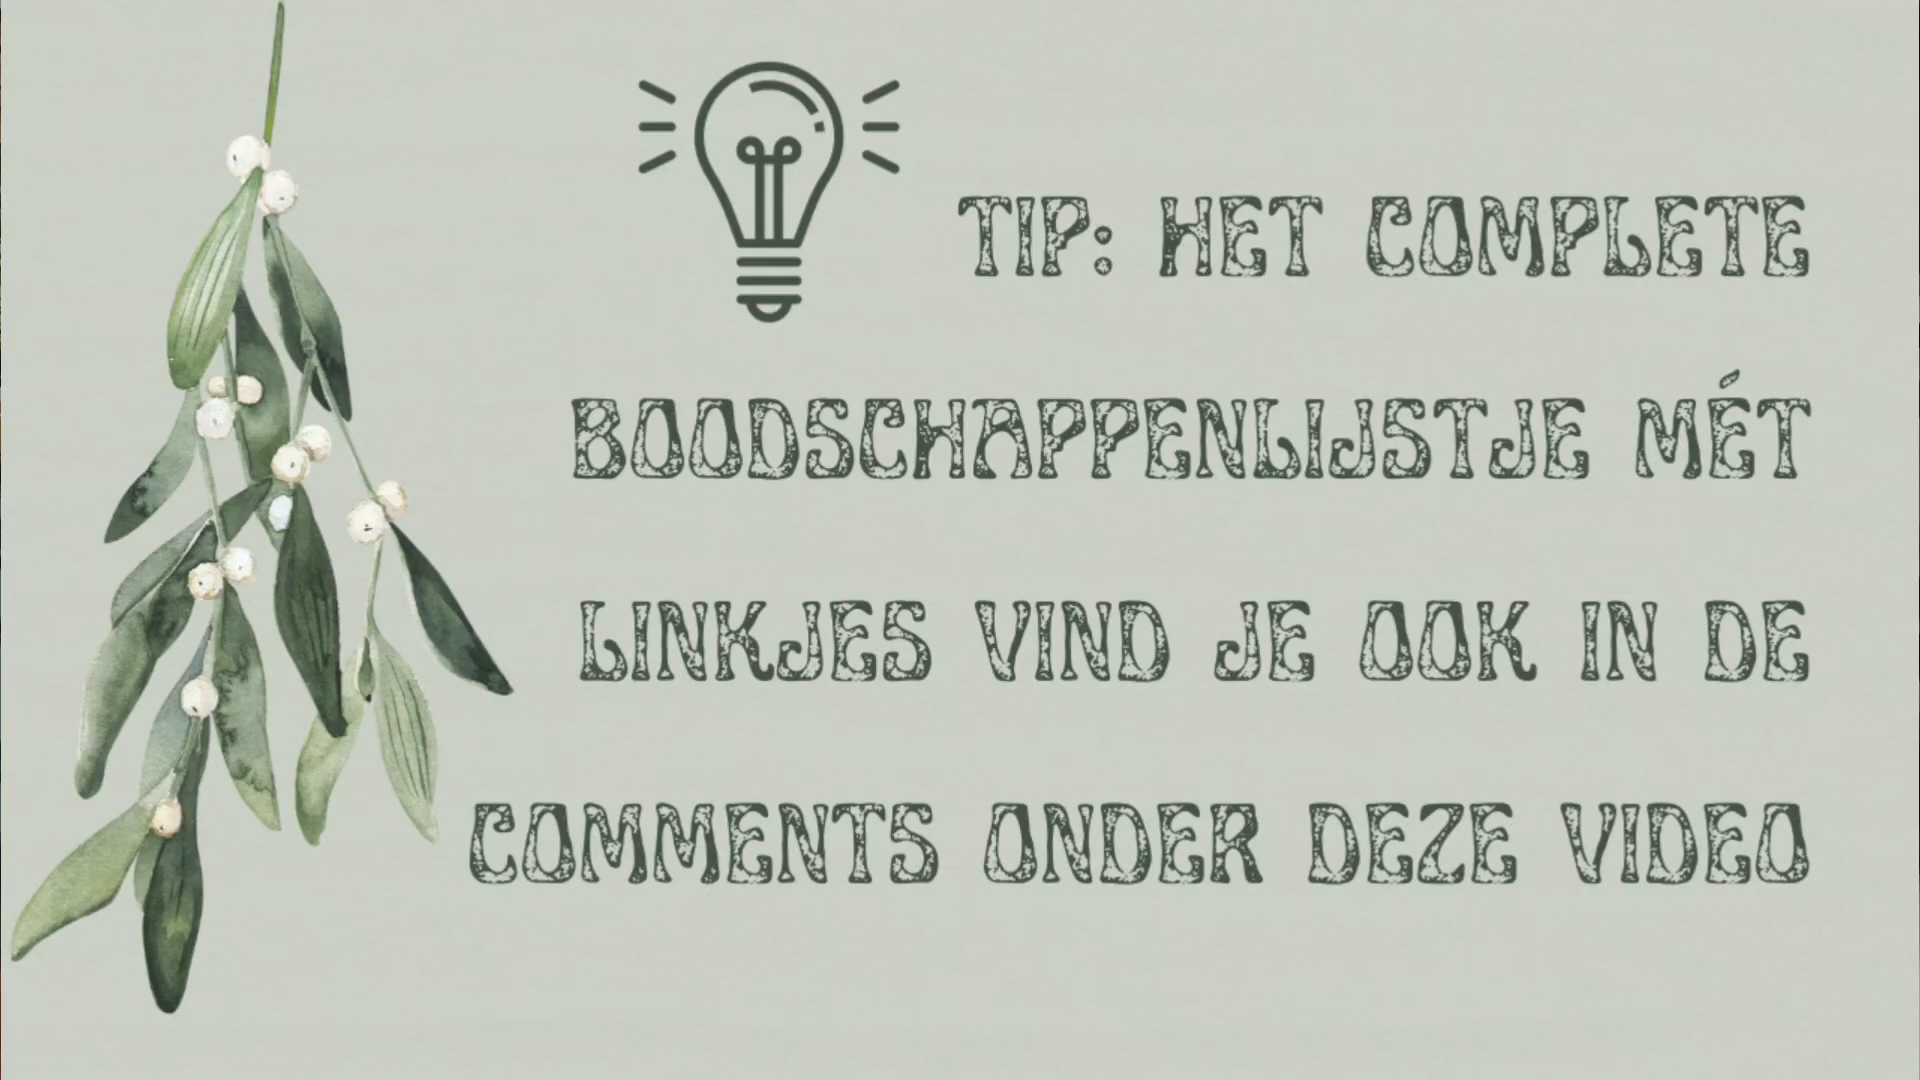 TIP: HET COMPLETE
BOODSCHAPPENLIJSTJE MÉT
LINKJES VIND JE OOK IN DE
COMMENTS ONDER DEZE VIDEO